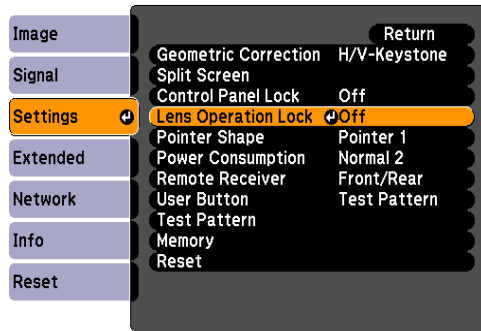 Image
Signal
Settings
Extended
Network
Info
Reset
Return
Geometric Correction H/V-Keystone
Split Screen
Control Panel Lock Off
Lens Operation Lock Off
Pointer Shape Pointer 1
Power Consumption Normal 2
Remote Receiver Front/Rear
User Button Test Pattern
Test Pattern
Memory
Reset